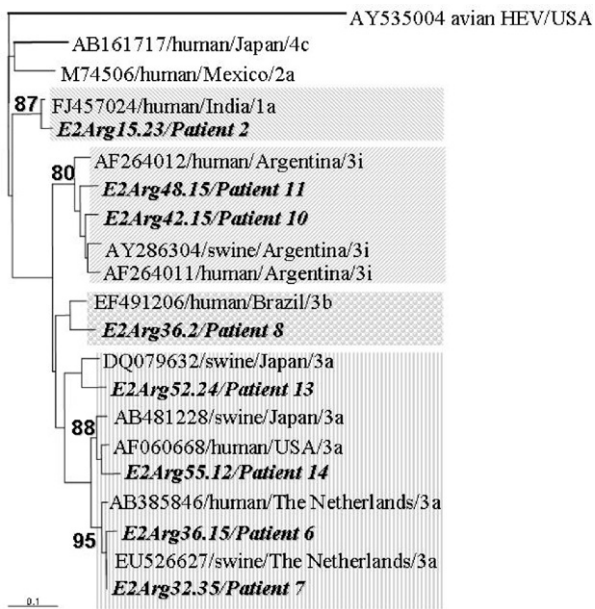 AY535004 avian HEV/USA
AB161717/human/Japan/4c
M74506/human/Mexico/2a
87
FJ457024/human/India/1a
E2Arg15.23/Patient 2
AF264012/human/Argentina/3i
80
E2Arg48.15/Patient 11
E2Arg42.15/Patient 10
AY286304/swine/Argentina/3i
AF264011/human/Argentina/3i
EF491206/human/Brazil/3b
E2Arg36.2/Patient 8
DQ079632/swine/Japan/3a
E2Arg52.24/Patient 13
AB481228/swine/Japan/3a
88
AF060668/human/USA/3a
E2Arg55.12/Patient 14
AB385846/human/The Netherlands/3a
E2Arg36.15/Patient 6
95
EU526627/swine/The Netherlands/3a
E2Arg32.35/Patient 7
0.1